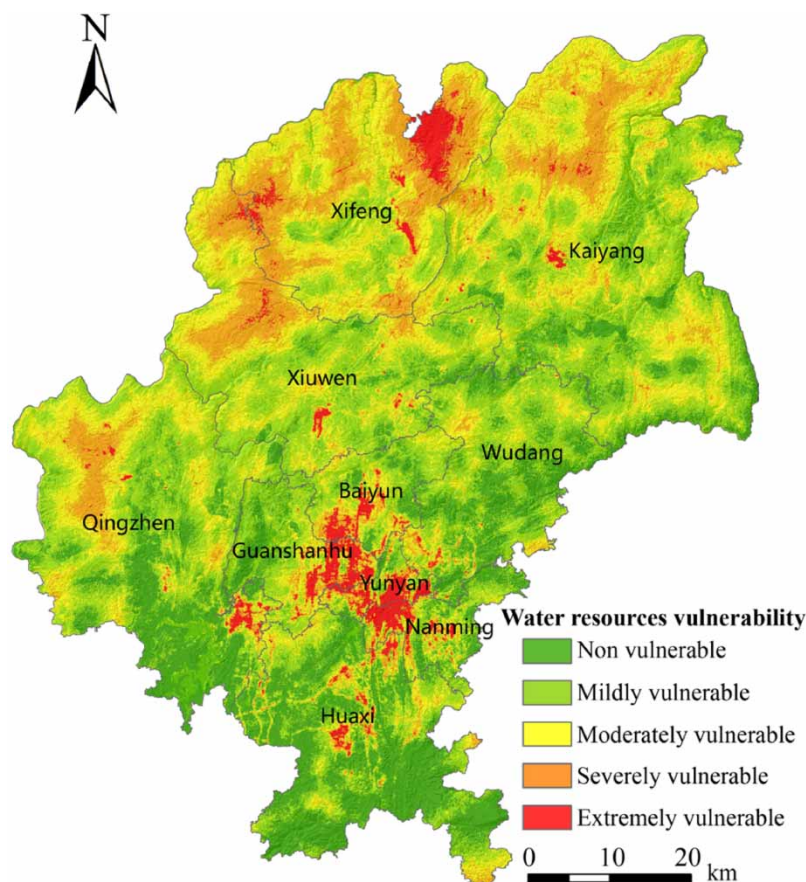 N
Xifeng
Kaiyang
Xiuwen
Wudang
Baiyun
Qingzhen
Guanshanhu
Yunyan
Nanming
Huaxi
Water resources vulnerability
Non vulnerable
Mildly vulnerable
Moderately vulnerable
Severely vulnerable
Extremely vulnerable
0 10 20
km